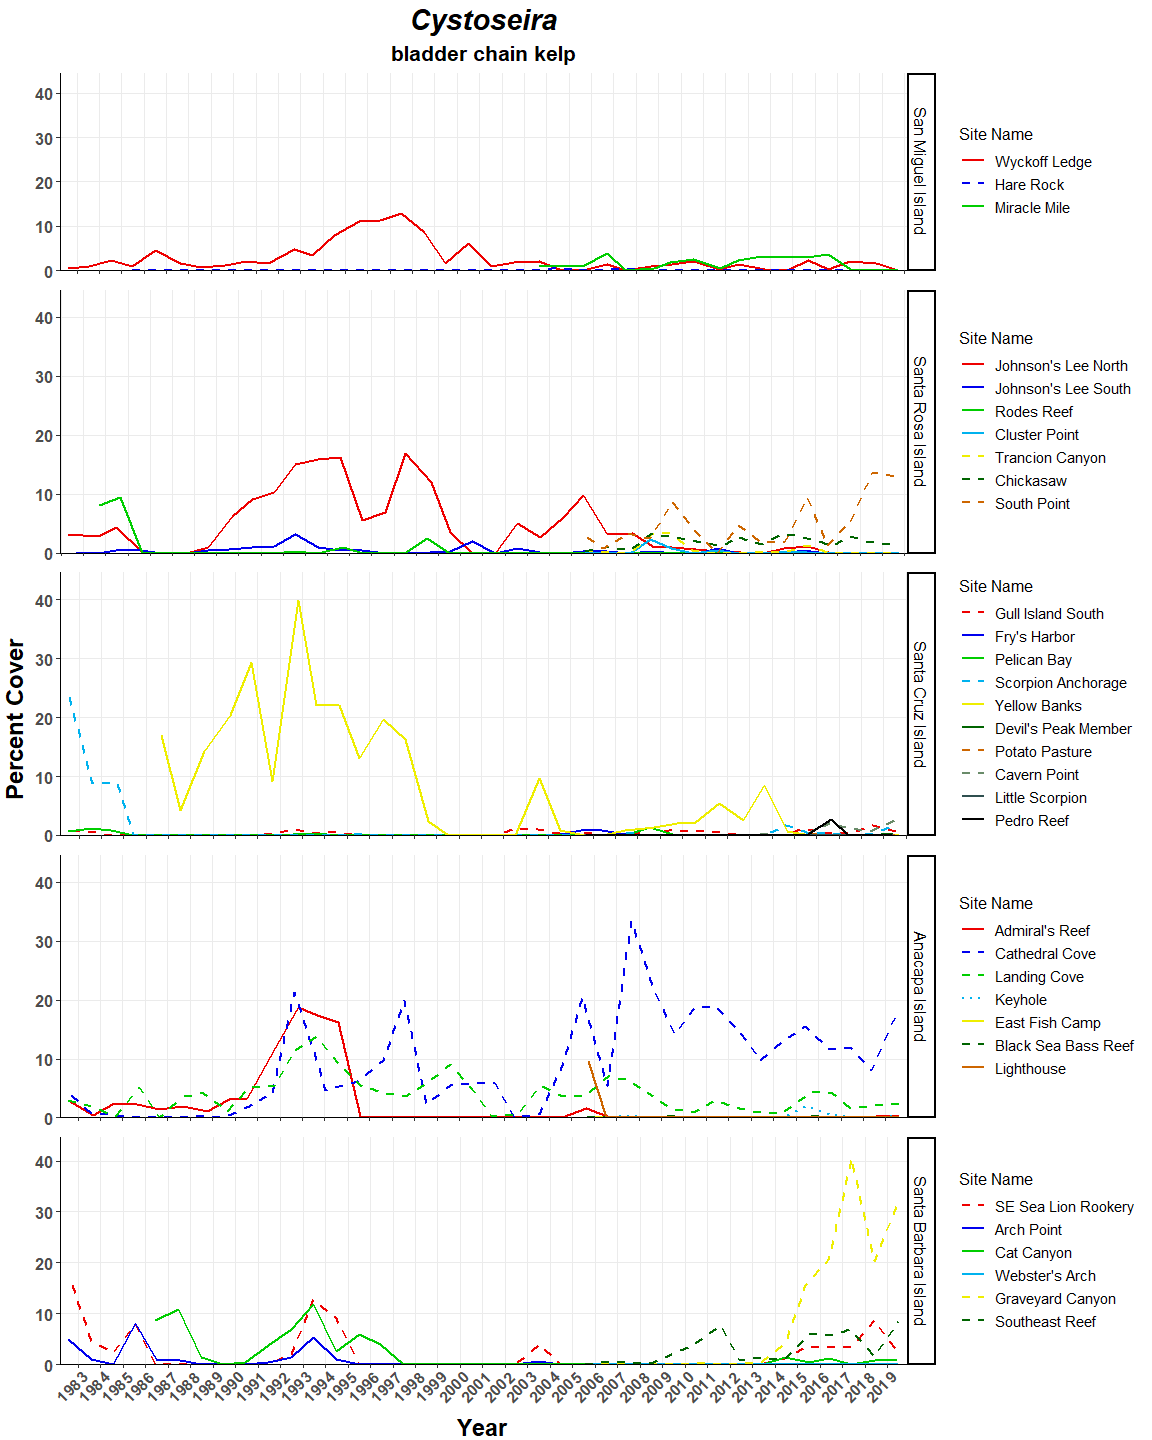 Cystoseira
bladder chain kelp
Percent Cover
40
30
20
10
0
San Miguel Island
Site Name
Wyckoff Ledge
Hare Rock
Miracle Mile
40
30
20
10
0
Santa Rosa Island
Site Name
Johnson's Lee North
Johnson's Lee South
Rodes Reef
Cluster Point
Trancion Canyon
Chickasaw
South Point
40
30
20
10
0
Santa Cruz Island
Site Name
Gull Island South
Fry's Harbor
Pelican Bay
Scorpion Anchorage
Yellow Banks
Devil's Peak Member
Potato Pasture
Cavern Point
Little Scorpion
Pedro Reef
40
30
20
10
0
Anacapa Island
Site Name
Admiral's Reef
Cathedral Cove
Landing Cove
Keyhole
East Fish Camp
Black Sea Bass Reef
Lighthouse
40
30
20
10
0
Santa Barbara Island
Site Name
SE Sea Lion Rookery
Arch Point
Cat Canyon
Webster's Arch
Graveyard Canyon
Southeast Reef
1983 1984 1985 1986 1987 1988 1989 1990 1991 1992 1993 1994 1995 1996 1997 1998 1999 2000 2001 2002 2003 2004 2005 2006 2007 2008 2009 2010 2011 2012 2013 2014 2015 2016 2017 2018 2019
Year